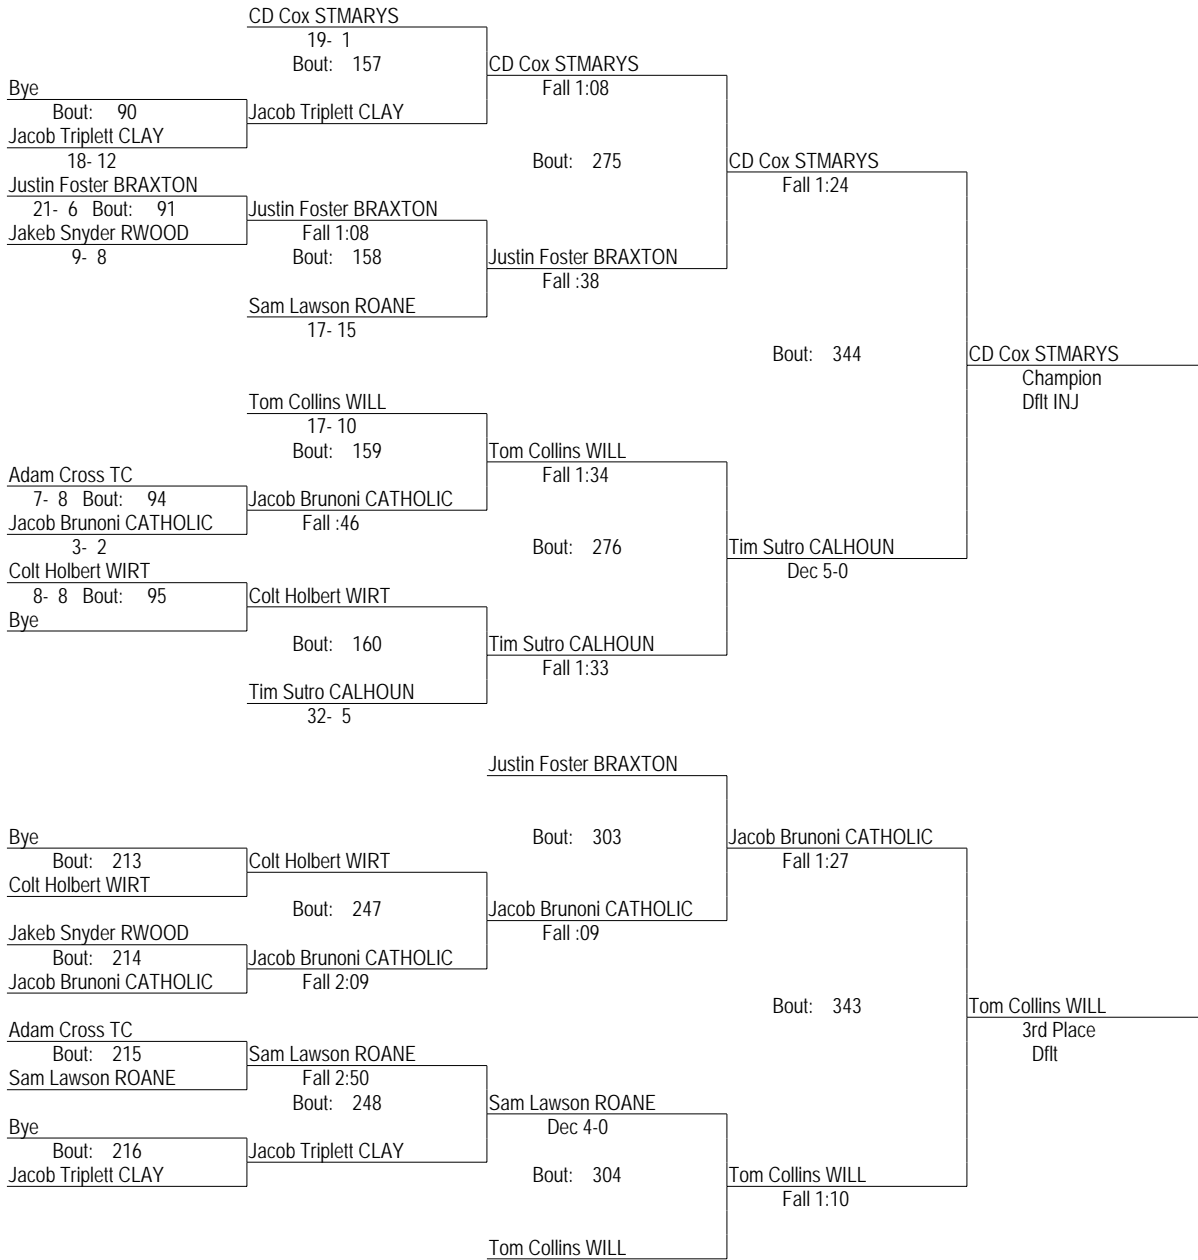 CD Cox STMARYS
19- 1
Bout: 157
CD Cox STMARYS
Fall 1:08
Bye
Bout: 90
Jacob Triplett CLAY
Jacob Triplett CLAY
18- 12
Bout: 275
CD Cox STMARYS
Fall 1:24
Justin Foster BRAXTON
21- 6 Bout: 91
Justin Foster BRAXTON
Jakeb Snyder RWOOD
Fall 1:08
9- 8
Bout: 158
Justin Foster BRAXTON
Fall :38
Sam Lawson ROANE
17- 15
Bout: 344
CD Cox STMARYS
Champion
Dflt INJ
Tom Collins WILL
17- 10
Bout: 159
Tom Collins WILL
Fall 1:34
Adam Cross TC
7- 8 Bout: 94
Jacob Brunoni CATHOLIC
Jacob Brunoni CATHOLIC
Fall :46
3- 2
Bout: 276
Tim Sutro CALHOUN
Dec 5-0
Colt Holbert WIRT
8- 8 Bout: 95
Colt Holbert WIRT
Bye
Bout: 160
Tim Sutro CALHOUN
Fall 1:33
Tim Sutro CALHOUN
32- 5
Justin Foster BRAXTON
Bye
Bout: 303
Jacob Brunoni CATHOLIC
Bout: 213
Colt Holbert WIRT
Fall 1:27
Colt Holbert WIRT
Bout: 247
Jacob Brunoni CATHOLIC
Jakeb Snyder RWOOD
Fall :09
Bout: 214
Jacob Brunoni CATHOLIC
Jacob Brunoni CATHOLIC
Fall 2:09
Bout: 343
Tom Collins WILL
3rd Place
Dflt
Adam Cross TC
Bout: 215
Sam Lawson ROANE
Sam Lawson ROANE
Fall 2:50
Bout: 248
Sam Lawson ROANE
Dec 4-0
Bye
Bout: 216
Jacob Triplett CLAY
Jacob Triplett CLAY
Bout: 304
Tom Collins WILL
Fall 1:10
Tom Collins WILL